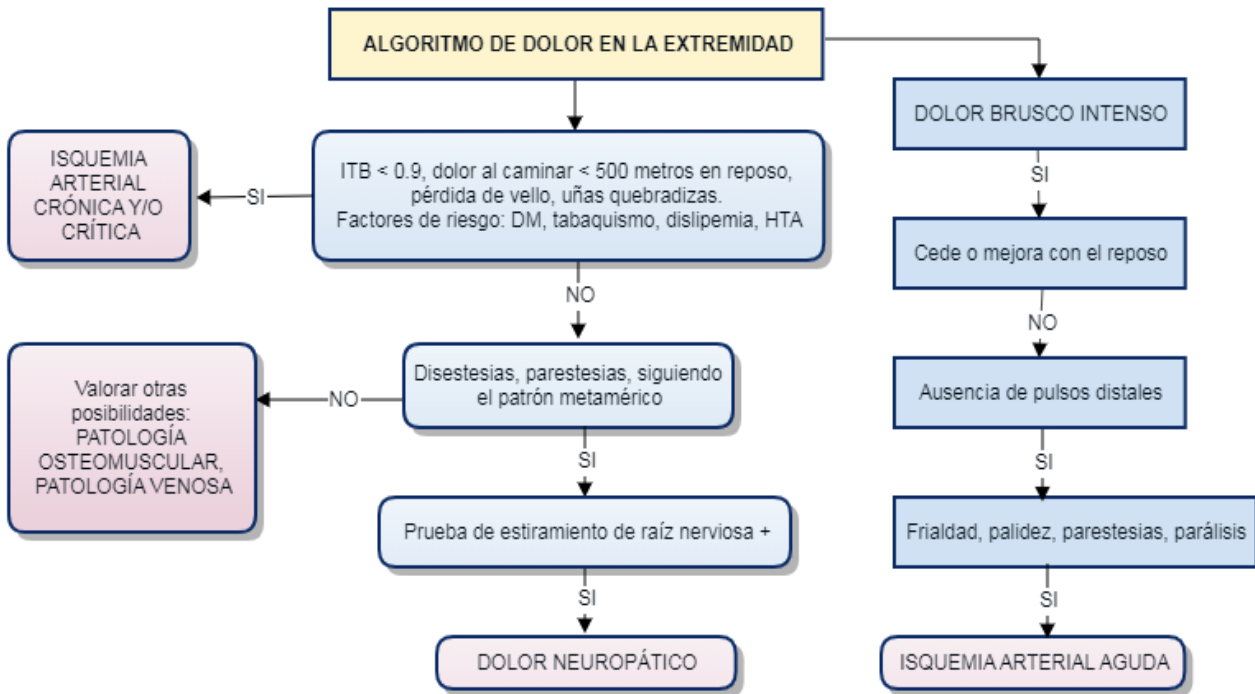 ALGORITMO DE DOLOR EN LA EXTREMIDAD
DOLOR BRUSCO INTENSO
ISQUEMIA
ARTERIAL
CRÓNICA Y/O
CRÍTICA
SI
ITB < 0.9, dolor al caminar < 500 metros en reposo,
pérdida de vello, uñas quebradizas.
Factores de riesgo: DM, tabaquismo, dislipemia, HTA
SI
Cede o mejora con el reposo
NO
NO
Valorar otras
posibilidades:
PATOLOGÍA
OSTEOMUSCULAR,
PATOLOGÍA VENOSA
NO
Disestesias, parestesias, siguiendo
el patrón metamérico
Ausencia de pulsos distales
SI
SI
Prueba de estiramiento de raíz nerviosa +
Frialdad, palidez, parestesias, parálisis
SI
SI
DOLOR NEUROPÁTICO
ISQUEMIA ARTERIAL AGUDA